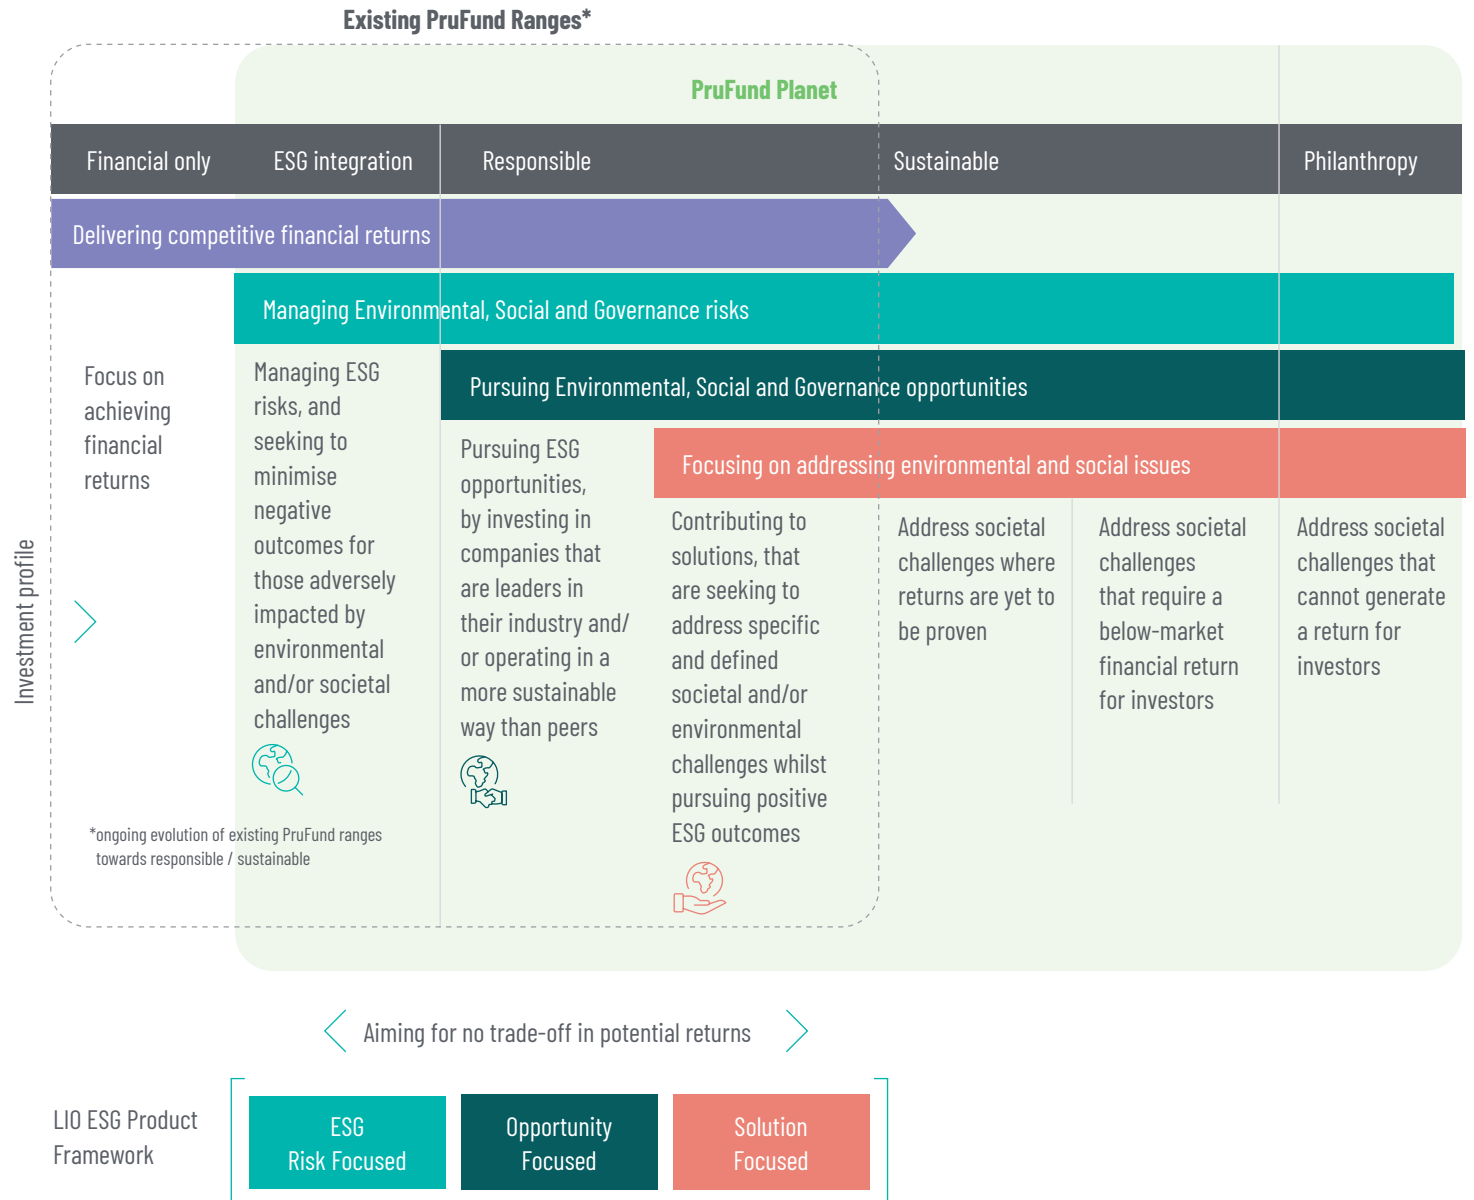 Existing PruFund Ranges*
PruFund Planet
Financial only
ESG integration
Responsible
Sustainable
Philanthropy
Delivering competitive financial returns
Managing Environmental, Social and Governance risks
Pursuing Environmental, Social and Governance opportunities
Focusing on addressing environmental and social issues
Investment profile
Focus on
achieving
financial
returns
Managing ESG
risks, and
seeking to
minimise
negative
outcomes for
those adversely
impacted by
environmental
and/or societal
challenges
Pursuing ESG
opportunities,
by investing in
companies that
are leaders in
their industry and/
or operating in a
more sustainable
way than peers
Contributing to
solutions, that
are seeking to
address specific
and defined
societal and/or
environmental
challenges whilst
pursuing positive
ESG outcomes
Address societal
challenges where
returns are yet to
be proven
Address societal
challenges
that require a
below-market
financial return
for investors
Address societal
challenges that
cannot generate
a return for
investors
*ongoing evolution of existing PruFund ranges
towards responsible / sustainable
Aiming for no trade-off in potential returns
LIO ESG Product
Framework
ESG
Risk Focused
Opportunity
Focused
Solution
Focused